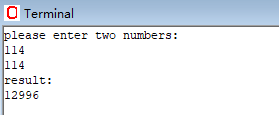 Terminal
please enter two numbers:
114
114
result:
12996